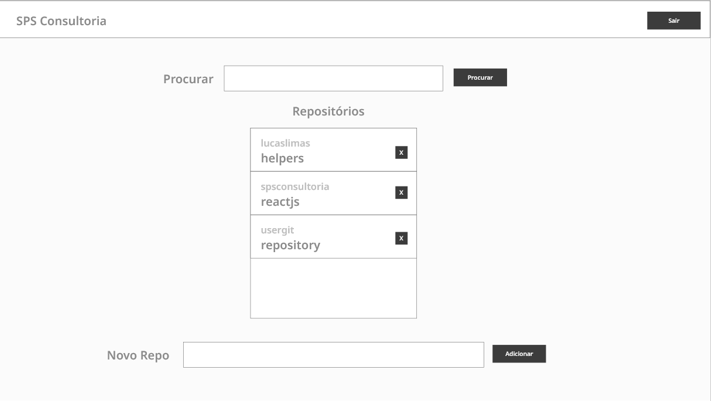 SPS Consultoria
Sair
Procurar
Procurar
Repositórios
lucaslimas
helpers
X
spsconsultoria
reactjs
X
usergit
repository
X
Novo Repo
Adicionar